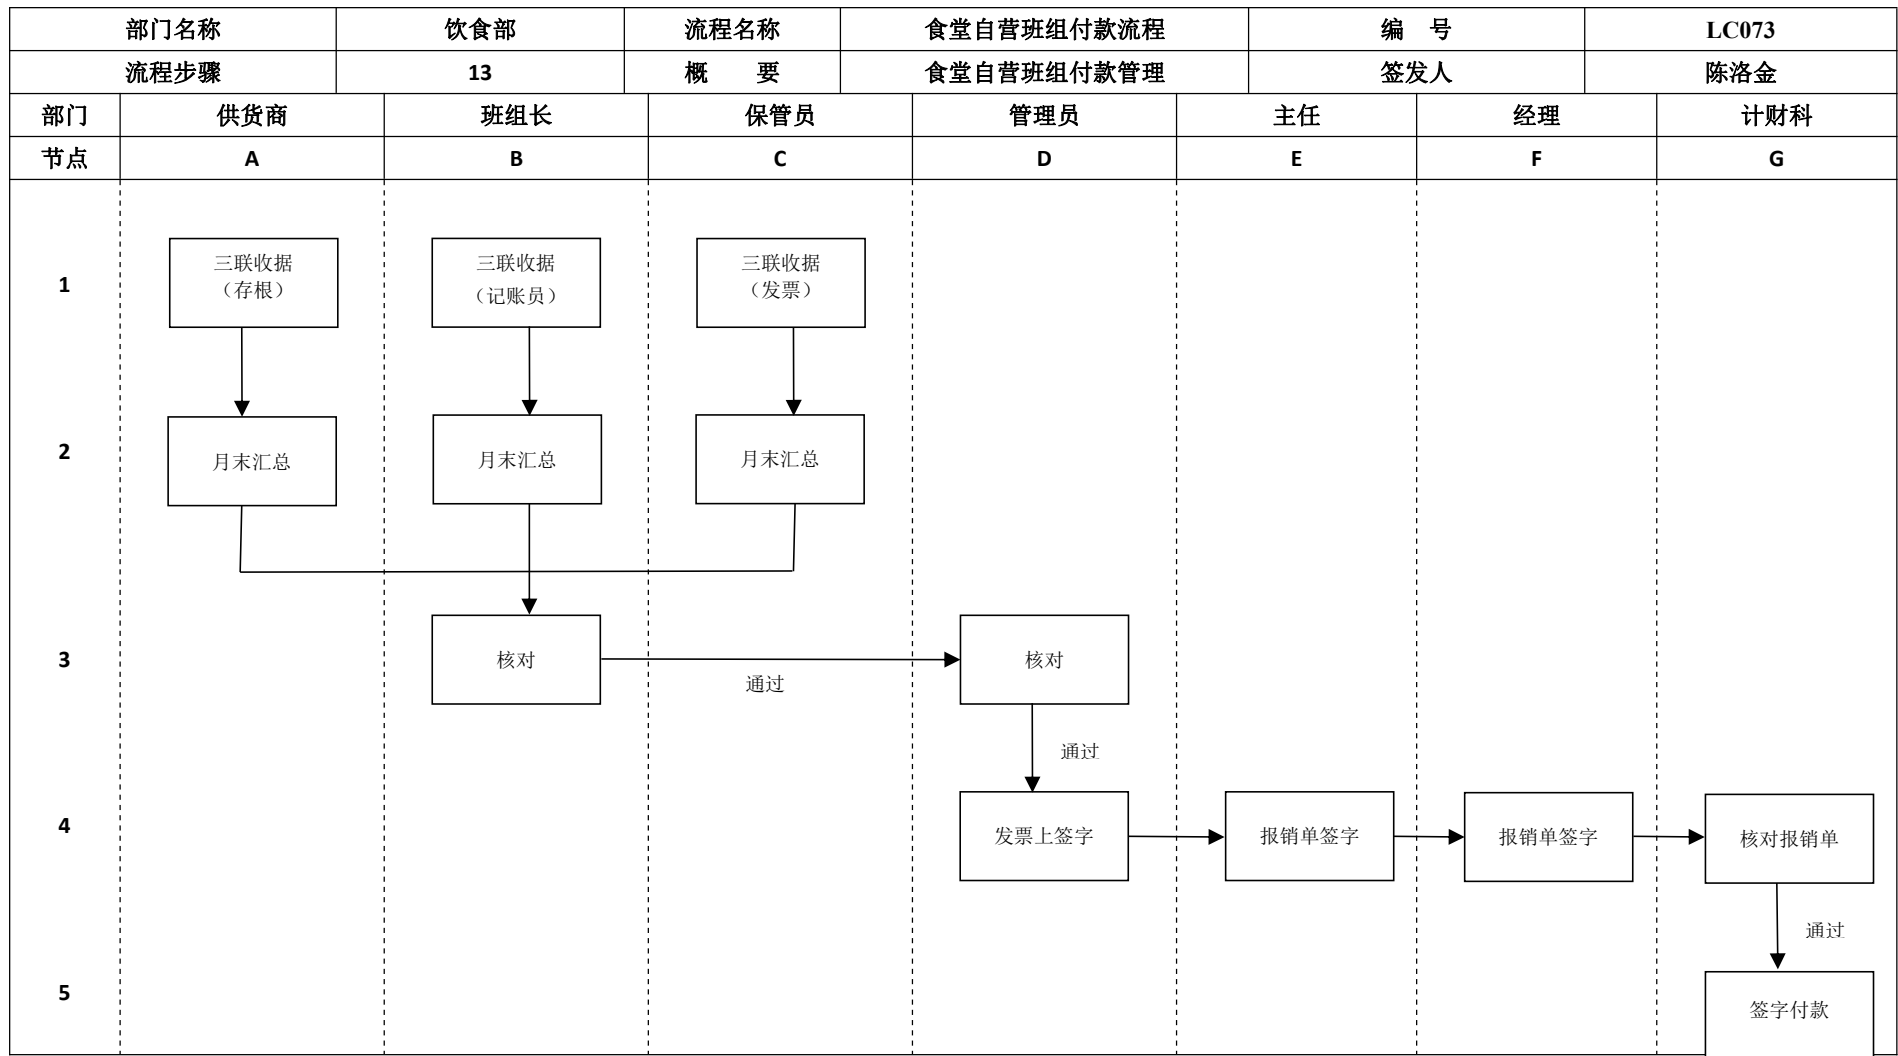 部门名称 饮食部 流程名称 食堂自营班组付款流程 编 号 LC073
流程步骤 13 概 要 食堂自营班组付款管理 签发人 陈洛金
部门 供货商 班组长 保管员 管理员 主任 经理 计财科
节点 A B C D E F G
1
三联收据
（存根）
三联收据
（记账员）
三联收据
（发票）
2
月末汇总
月末汇总
月末汇总
3
核对
通过
核对
通过
4
发票上签字
报销单签字
报销单签字
核对报销单
通过
5
签字付款